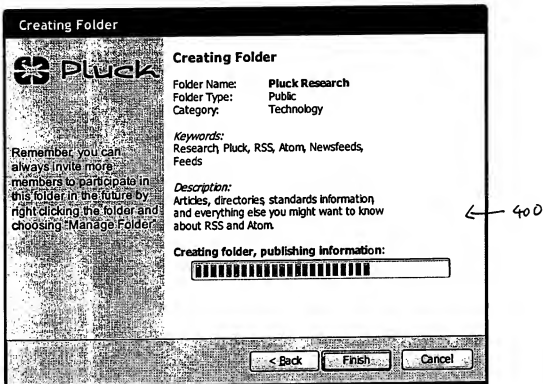 Creating Folder
Pluck
Remember, you can
always invite more
members to participate in
this folder in the future by
right clicking the folder and
choosing "Manage Folder"
Creating Folder
Folder Name: Pluck Research
Folder Type: Public
Category: Technology
Keywords:
Research, Pluck, RSS, Atom, Newsfeeds,
Feeds
Description:
Articles, directories, standards information,
and everything else you might want to know
about RSS and Atom.
Creating folder, publishing information:
< Back Finish Cancel
400